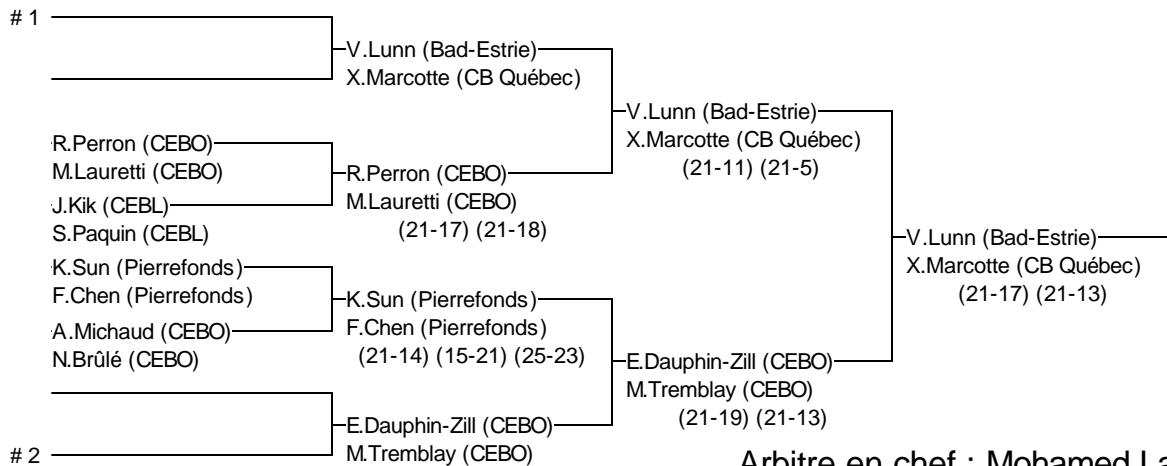 # 1
V.Lunn (Bad-Estrie)
X.Marcotte (CB Québec)
V.Lunn (Bad-Estrie)
X.Marcotte (CB Québec)
(21-11) (21-5)
R.Perron (CEBO)
M.Lauretti (CEBO)
R.Perron (CEBO)
M.Lauretti (CEBO)
(21-17) (21-18)
J.Kik (CEBL)
S.Paquin (CEBL)
V.Lunn (Bad-Estrie)
X.Marcotte (CB Québec)
(21-17) (21-13)
K.Sun (Pierrefonds)
F.Chen (Pierrefonds)
K.Sun (Pierrefonds)
F.Chen (Pierrefonds)
(21-14) (15-21) (25-23)
A.Michaud (CEBO)
N.Brûlé (CEBO)
E.Dauphin-Zill (CEBO)
M.Tremblay (CEBO)
(21-19) (21-13)
E.Dauphin-Zill (CEBO)
M.Tremblay (CEBO)
# 2
Arbitre en chef : Mohamed La